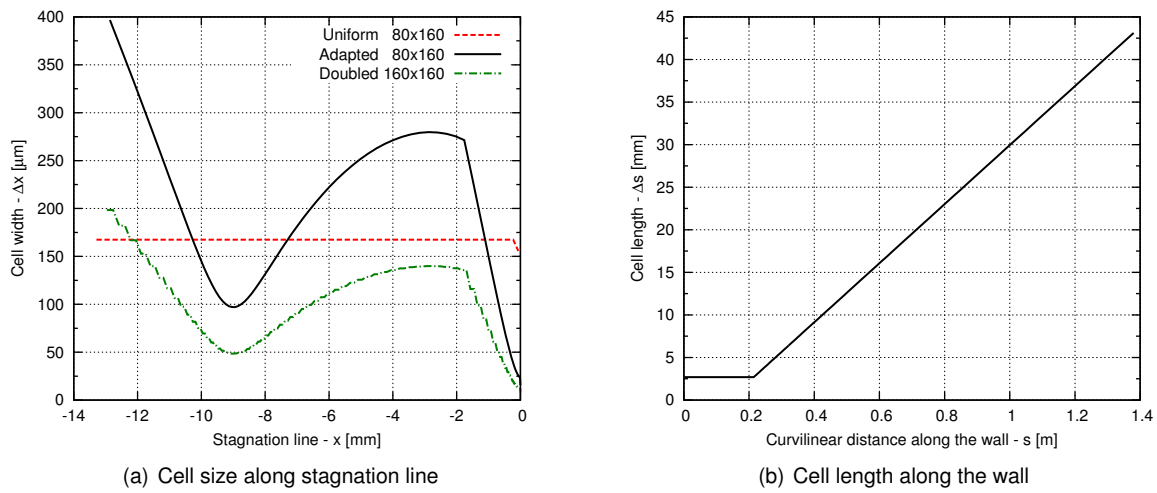 400
350
300
250
200
150
100
50
0
-14 -12 -10 -8 -6 -4 -2 0
Cell width - Δx [µm]
Stagnation line - x [mm]
Uniform 80x160
Adapted 80x160
Doubled 160x160
(a) Cell size along stagnation line
45
40
35
30
25
20
15
10
5
0
0 0.2 0.4 0.6 0.8 1 1.2 1.4
Cell length - Δs [mm]
Curvilinear distance along the wall - s [m]
(b) Cell length along the wall